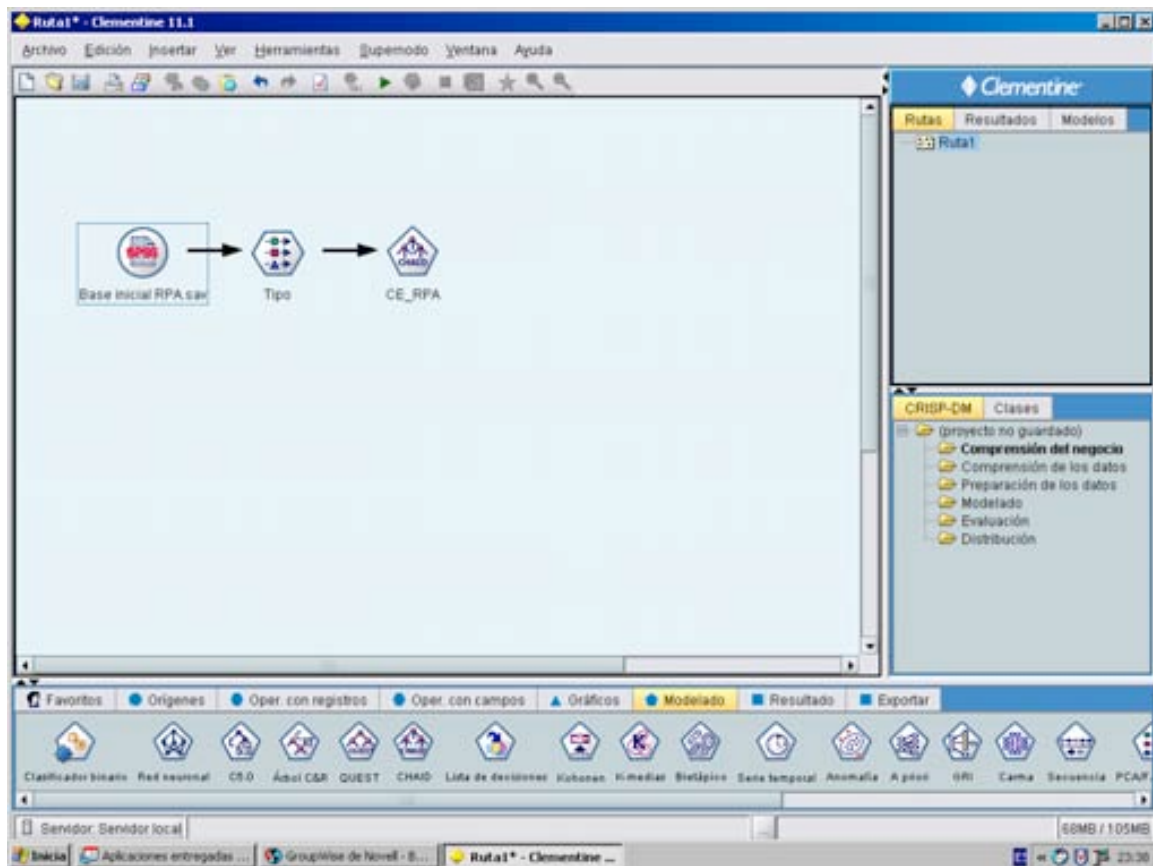 Ruta1* - Clementine 11.1
Archivo Edición Insertar Ver Herramientas Supernodo Ventana Ayuda
Clementine
Rutas Resultados Modelos
Ruta1
SPSS
CHAID
Base inicial RPA.sav Tipo CE_RPA
CRISP-DM Clases
(proyecto no guardado)
Comprensión del negocio
Comprensión de los datos
Preparación de los datos
Modelado
Evaluación
Distribución
Favoritos Orígenes Oper. con registros Oper. con campos Gráficos Modelado Resultado Exportar
Clasificador binario Red neuronal C5.0 Árbol C&R QUEST CHAID Lista de decisiones Kohonen K-medias Bietápico Serie temporal Anomalía A priori GRI Carma Secuencia PCA/F
Servidor: Servidor local 68MB / 105MB
Inicio Aplicaciones entregadas ... GroupWise de Novell - B... Ruta1* - Clementine ... 23:38